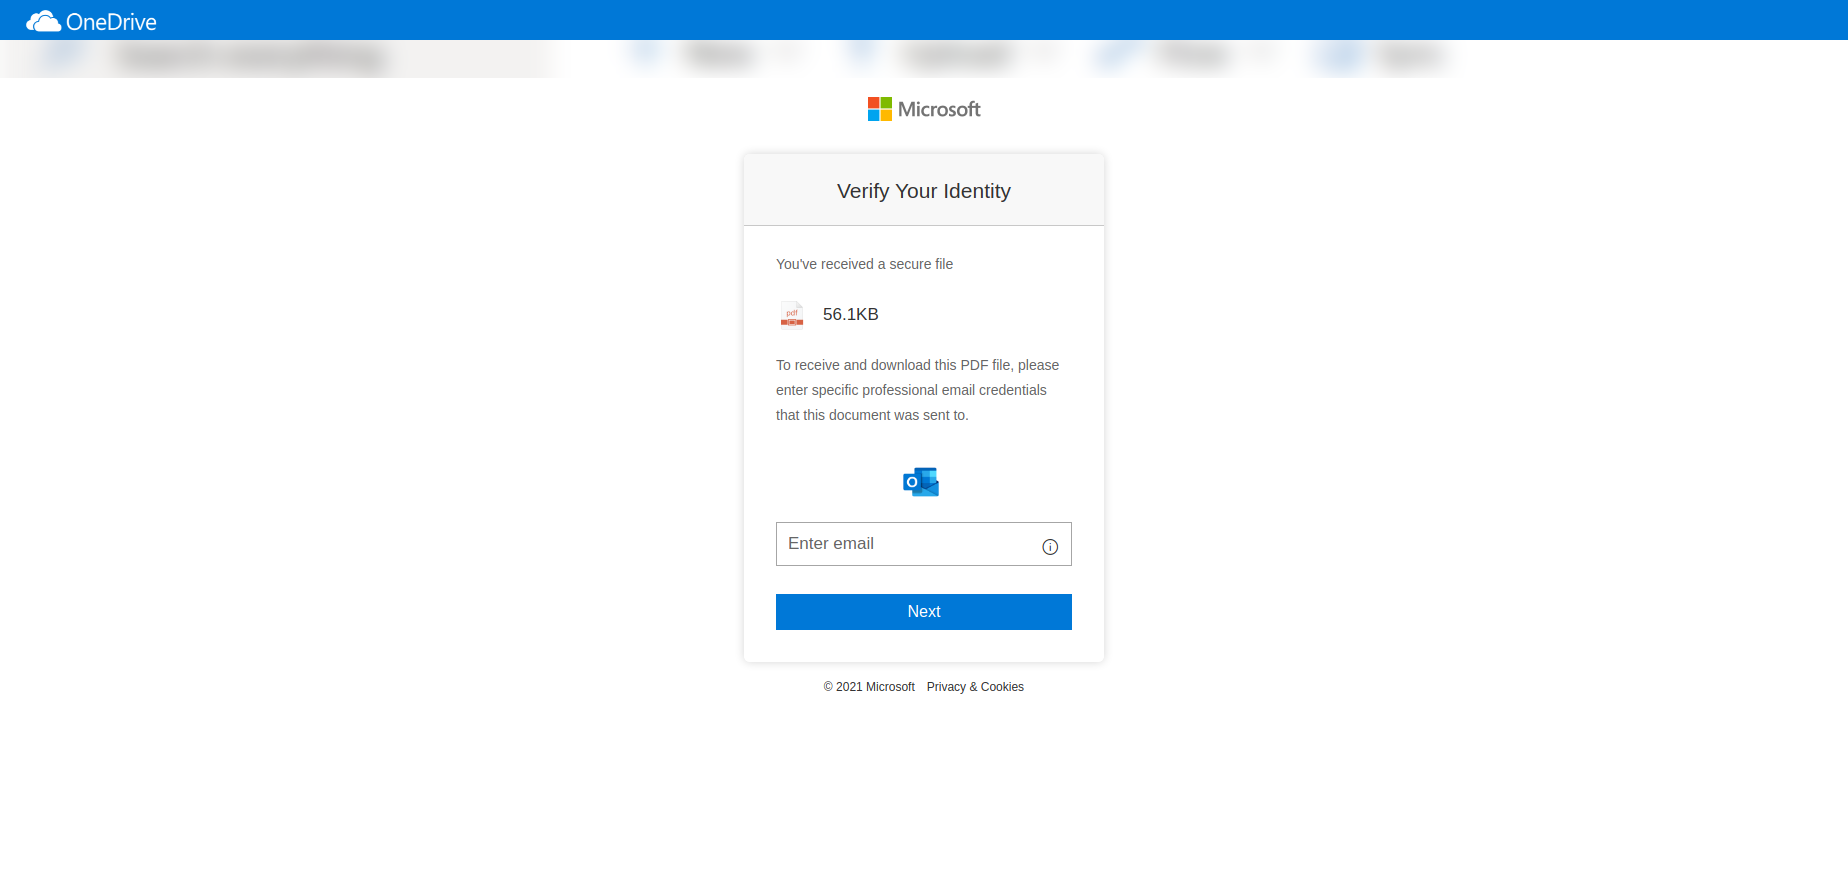 OneDrive
Microsoft
Verify Your Identity
You've received a secure file
pdf
56.1KB
To receive and download this PDF file, please
enter specific professional email credentials
that this document was sent to.
O
Enter email
Next
© 2021 Microsoft Privacy & Cookies